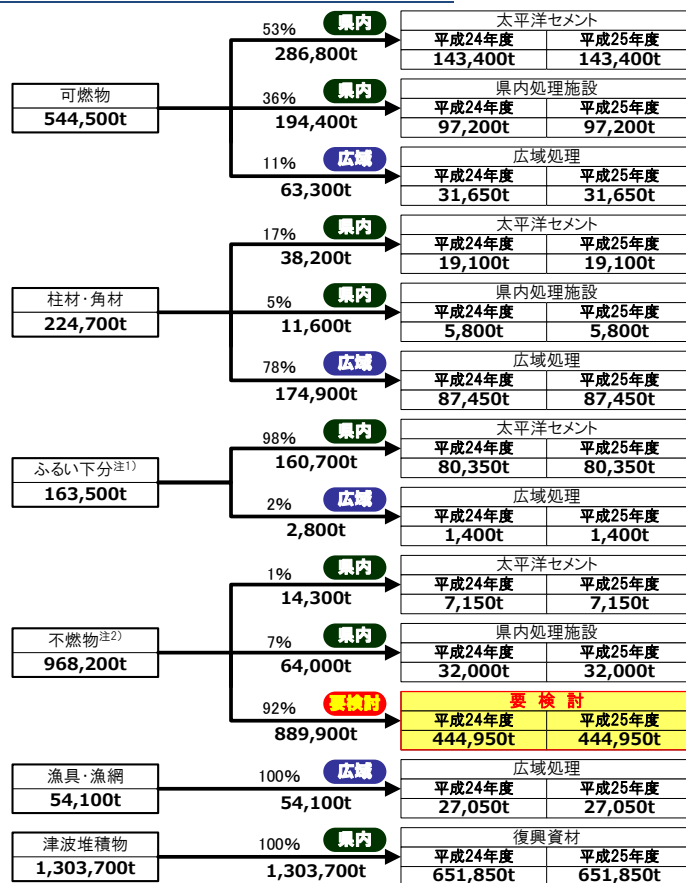 可燃物
544,500t
53%
県内
286,800t
太平洋セメント
平成24年度 平成25年度
143,400t 143,400t
36%
県内
194,400t
県内処理施設
平成24年度 平成25年度
97,200t 97,200t
11%
広域
63,300t
広域処理
平成24年度 平成25年度
31,650t 31,650t
柱材・角材
224,700t
17%
県内
38,200t
太平洋セメント
平成24年度 平成25年度
19,100t 19,100t
5%
県内
11,600t
県内処理施設
平成24年度 平成25年度
5,800t 5,800t
78%
広域
174,900t
広域処理
平成24年度 平成25年度
87,450t 87,450t
ふるい下分注1)
163,500t
98%
県内
160,700t
太平洋セメント
平成24年度 平成25年度
80,350t 80,350t
2%
広域
2,800t
広域処理
平成24年度 平成25年度
1,400t 1,400t
不燃物注2)
968,200t
1%
県内
14,300t
太平洋セメント
平成24年度 平成25年度
7,150t 7,150t
7%
県内
64,000t
県内処理施設
平成24年度 平成25年度
32,000t 32,000t
92%
要検討
889,900t
要検討
平成24年度 平成25年度
444,950t 444,950t
漁具・漁網
54,100t
100%
広域
54,100t
広域処理
平成24年度 平成25年度
27,050t 27,050t
津波堆積物
1,303,700t
100%
県内
1,303,700t
復興資材
平成24年度 平成25年度
651,850t 651,850t